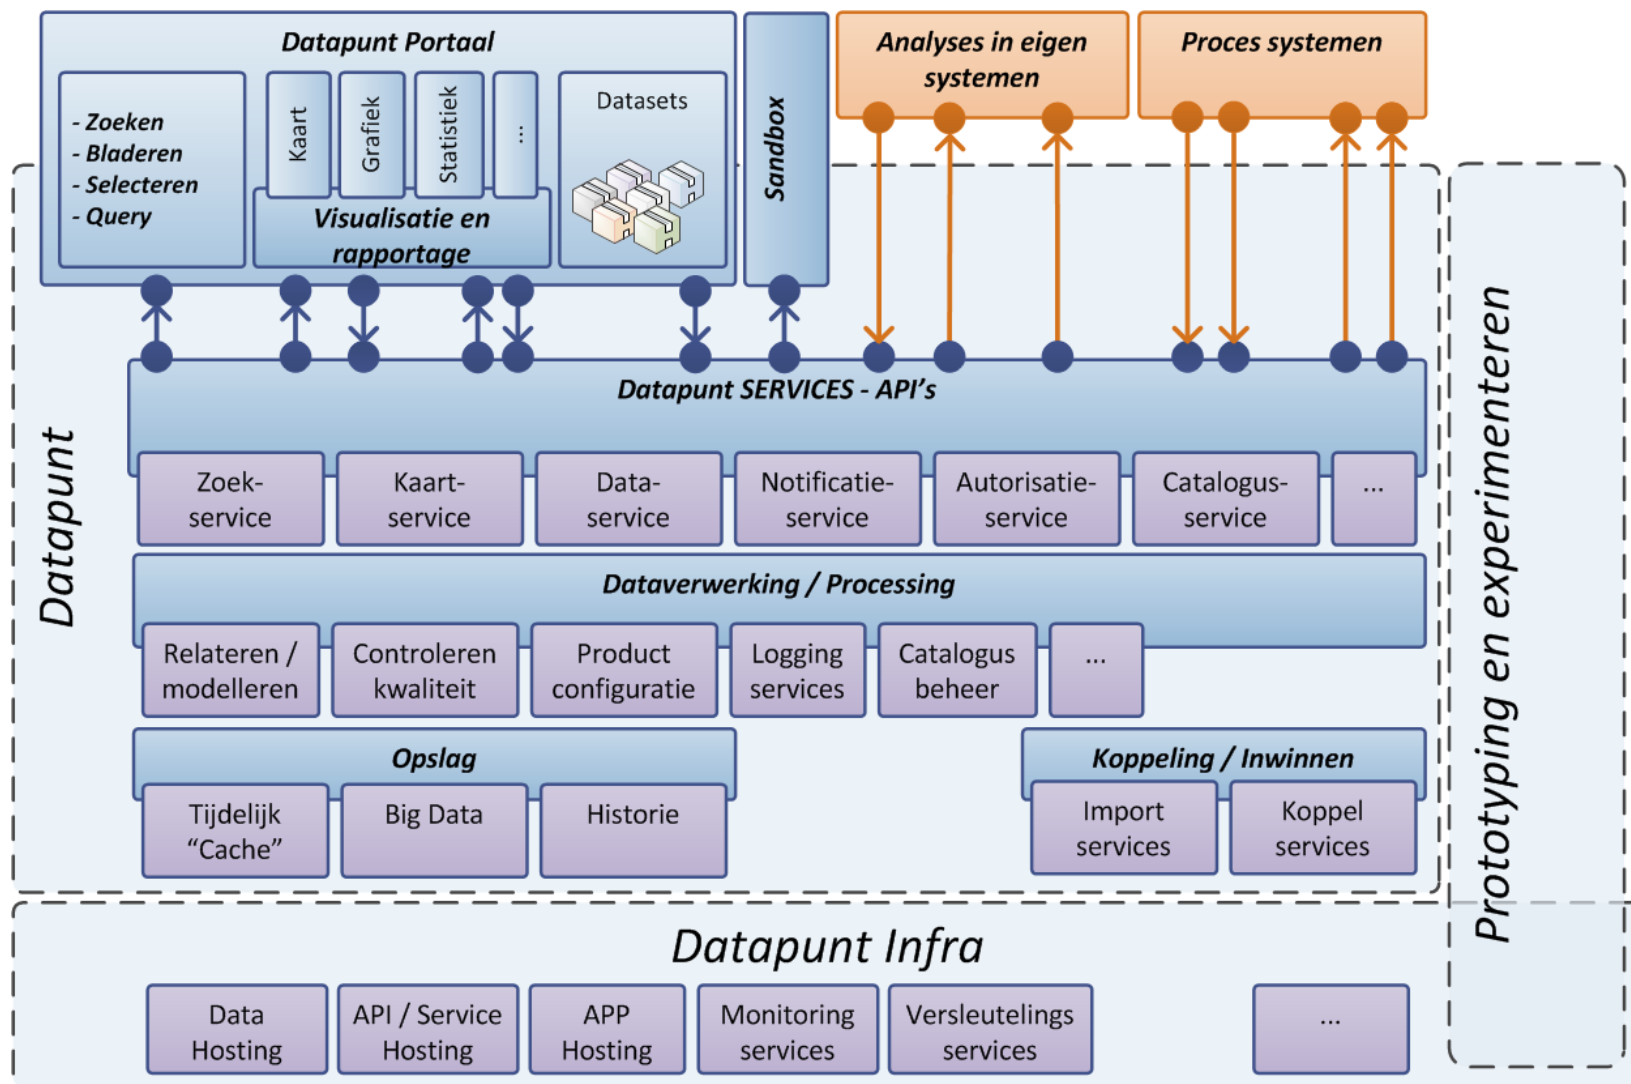 Datapunt Portaal
- Zoeken
- Bladeren
- Selecteren
- Query
Kaart
Grafiek
Statistiek
...
Visualisatie en
rapportage
Datasets
Sandbox
Analyses in eigen
systemen
Proces systemen
Datapunt
Datapunt SERVICES - API’s
Zoek-
service
Kaart-
service
Data-
service
Notificatie-
service
Autorisatie-
service
Catalogus-
service
...
Dataverwerking / Processing
Relateren /
modelleren
Controleren
kwaliteit
Product
configuratie
Logging
services
Catalogus
beheer
...
Opslag
Tijdelijk
“Cache”
Big Data
Historie
Koppeling / Inwinnen
Import
services
Koppel
services
Prototyping en experimenteren
Datapunt Infra
Data
Hosting
API / Service
Hosting
APP
Hosting
Monitoring
services
Versleutelings
services
...